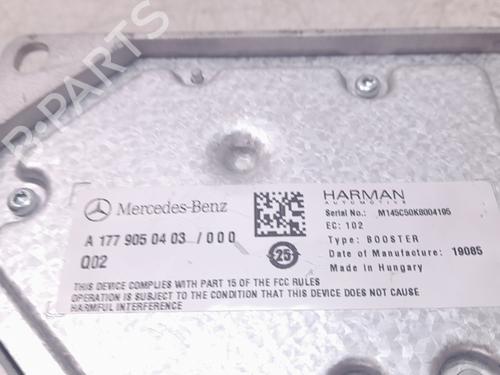 B-PARTS
Mercedes-Benz
HARMAN
AUTOMOTIVE
Serial No.: M145C50K8004195
A 177 905 04 03 / 000
EC: 102
Type: BOOSTER
Q02
25
Date of Manufacture: 19085
Made in Hungary
THIS DEVICE COMPLIES WITH PART 15 OF THE FCC RULES
OPERATION IS SUBJECT TO THE CONDITION THAT THIS DEVICE DOES NOT CAUSE
HARMFUL INTERFERENCE
B-PARTS